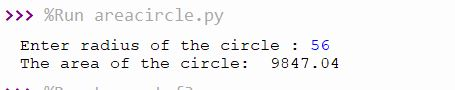 >>> %Run areacircle.py
Enter radius of the circle : 56
The area of the circle:  9847.04